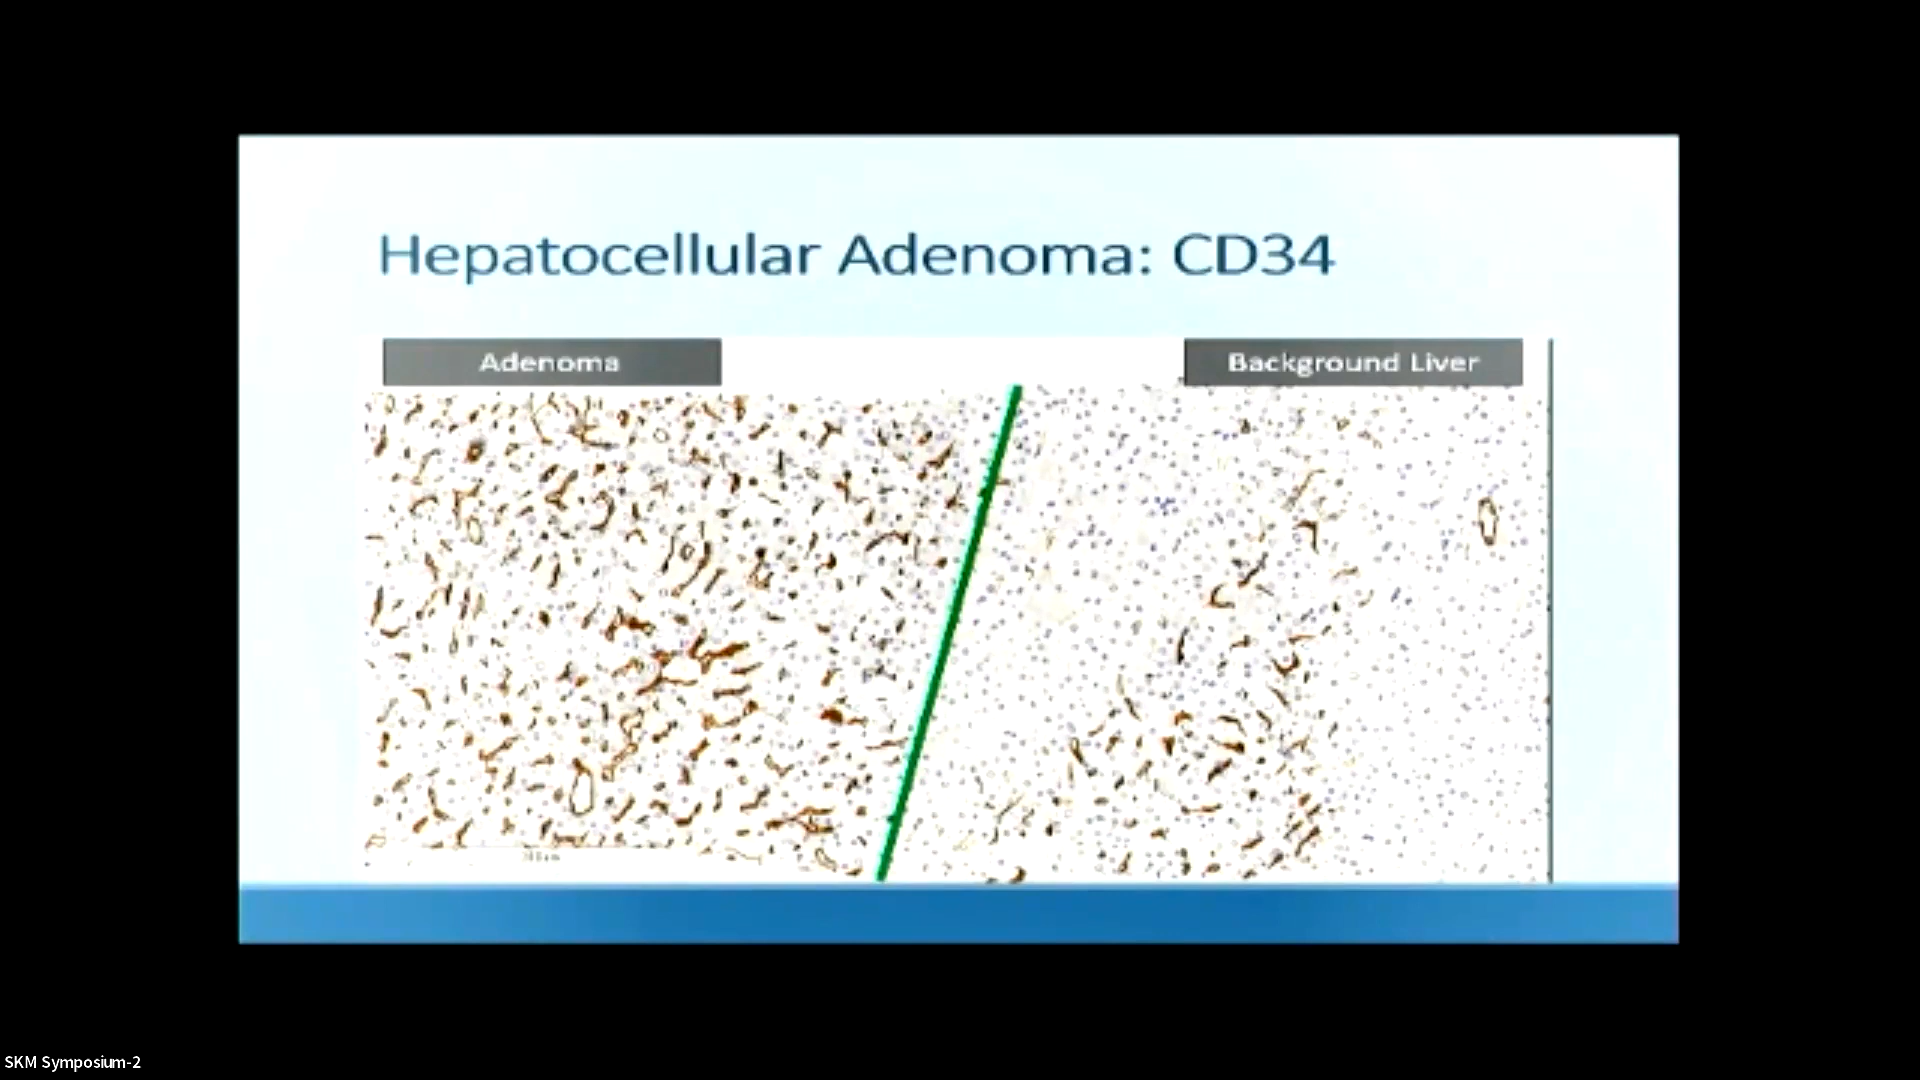 Hepatocellular Adenoma: CD34
Adenoma
Background Liver
SKM Symposium-2